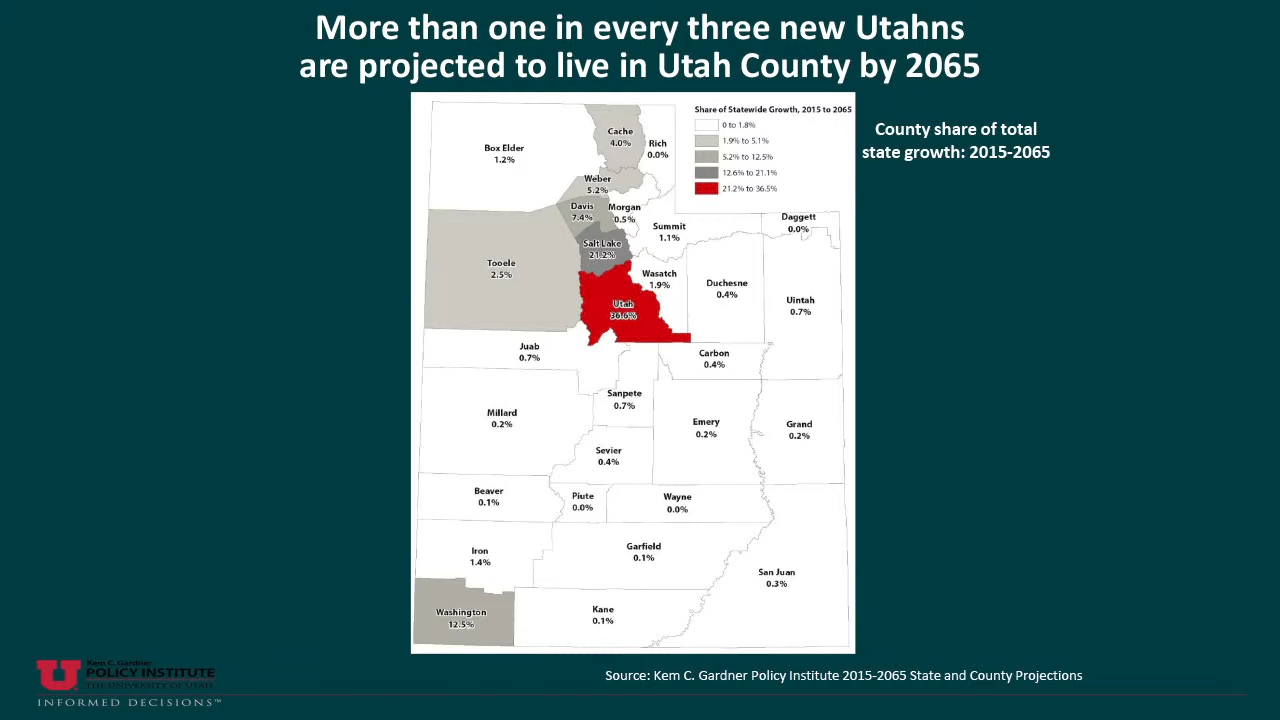 More than one in every three new Utahns
are projected to live in Utah County by 2065
Share of Statewide Growth, 2015 to 2065
0 to 1.8%
1.9% to 5.1%
5.2% to 12.5%
12.6% to 21.1%
21.2% to 36.5%
County share of total
state growth: 2015-2065
Cache
4.0%
Rich
0.0%
Box Elder
1.2%
Weber
5.2%
Davis
7.4%
Morgan
0.5%
Summit
1.1%
Daggett
0.0%
Salt Lake
21.2%
Tooele
2.5%
Wasatch
1.9%
Duchesne
0.4%
Uintah
0.7%
Utah
36.6%
Juab
0.7%
Carbon
0.4%
Sanpete
0.7%
Millard
0.2%
Emery
0.2%
Grand
0.2%
Sevier
0.4%
Beaver
0.1%
Piute
0.0%
Wayne
0.0%
Iron
1.4%
Garfield
0.1%
San Juan
0.3%
Washington
12.5%
Kane
0.1%
Kem C. Gardner
POLICY INSTITUTE
THE UNIVERSITY OF UTAH
INFORMED DECISIONS™
Source: Kem C. Gardner Policy Institute 2015-2065 State and County Projections